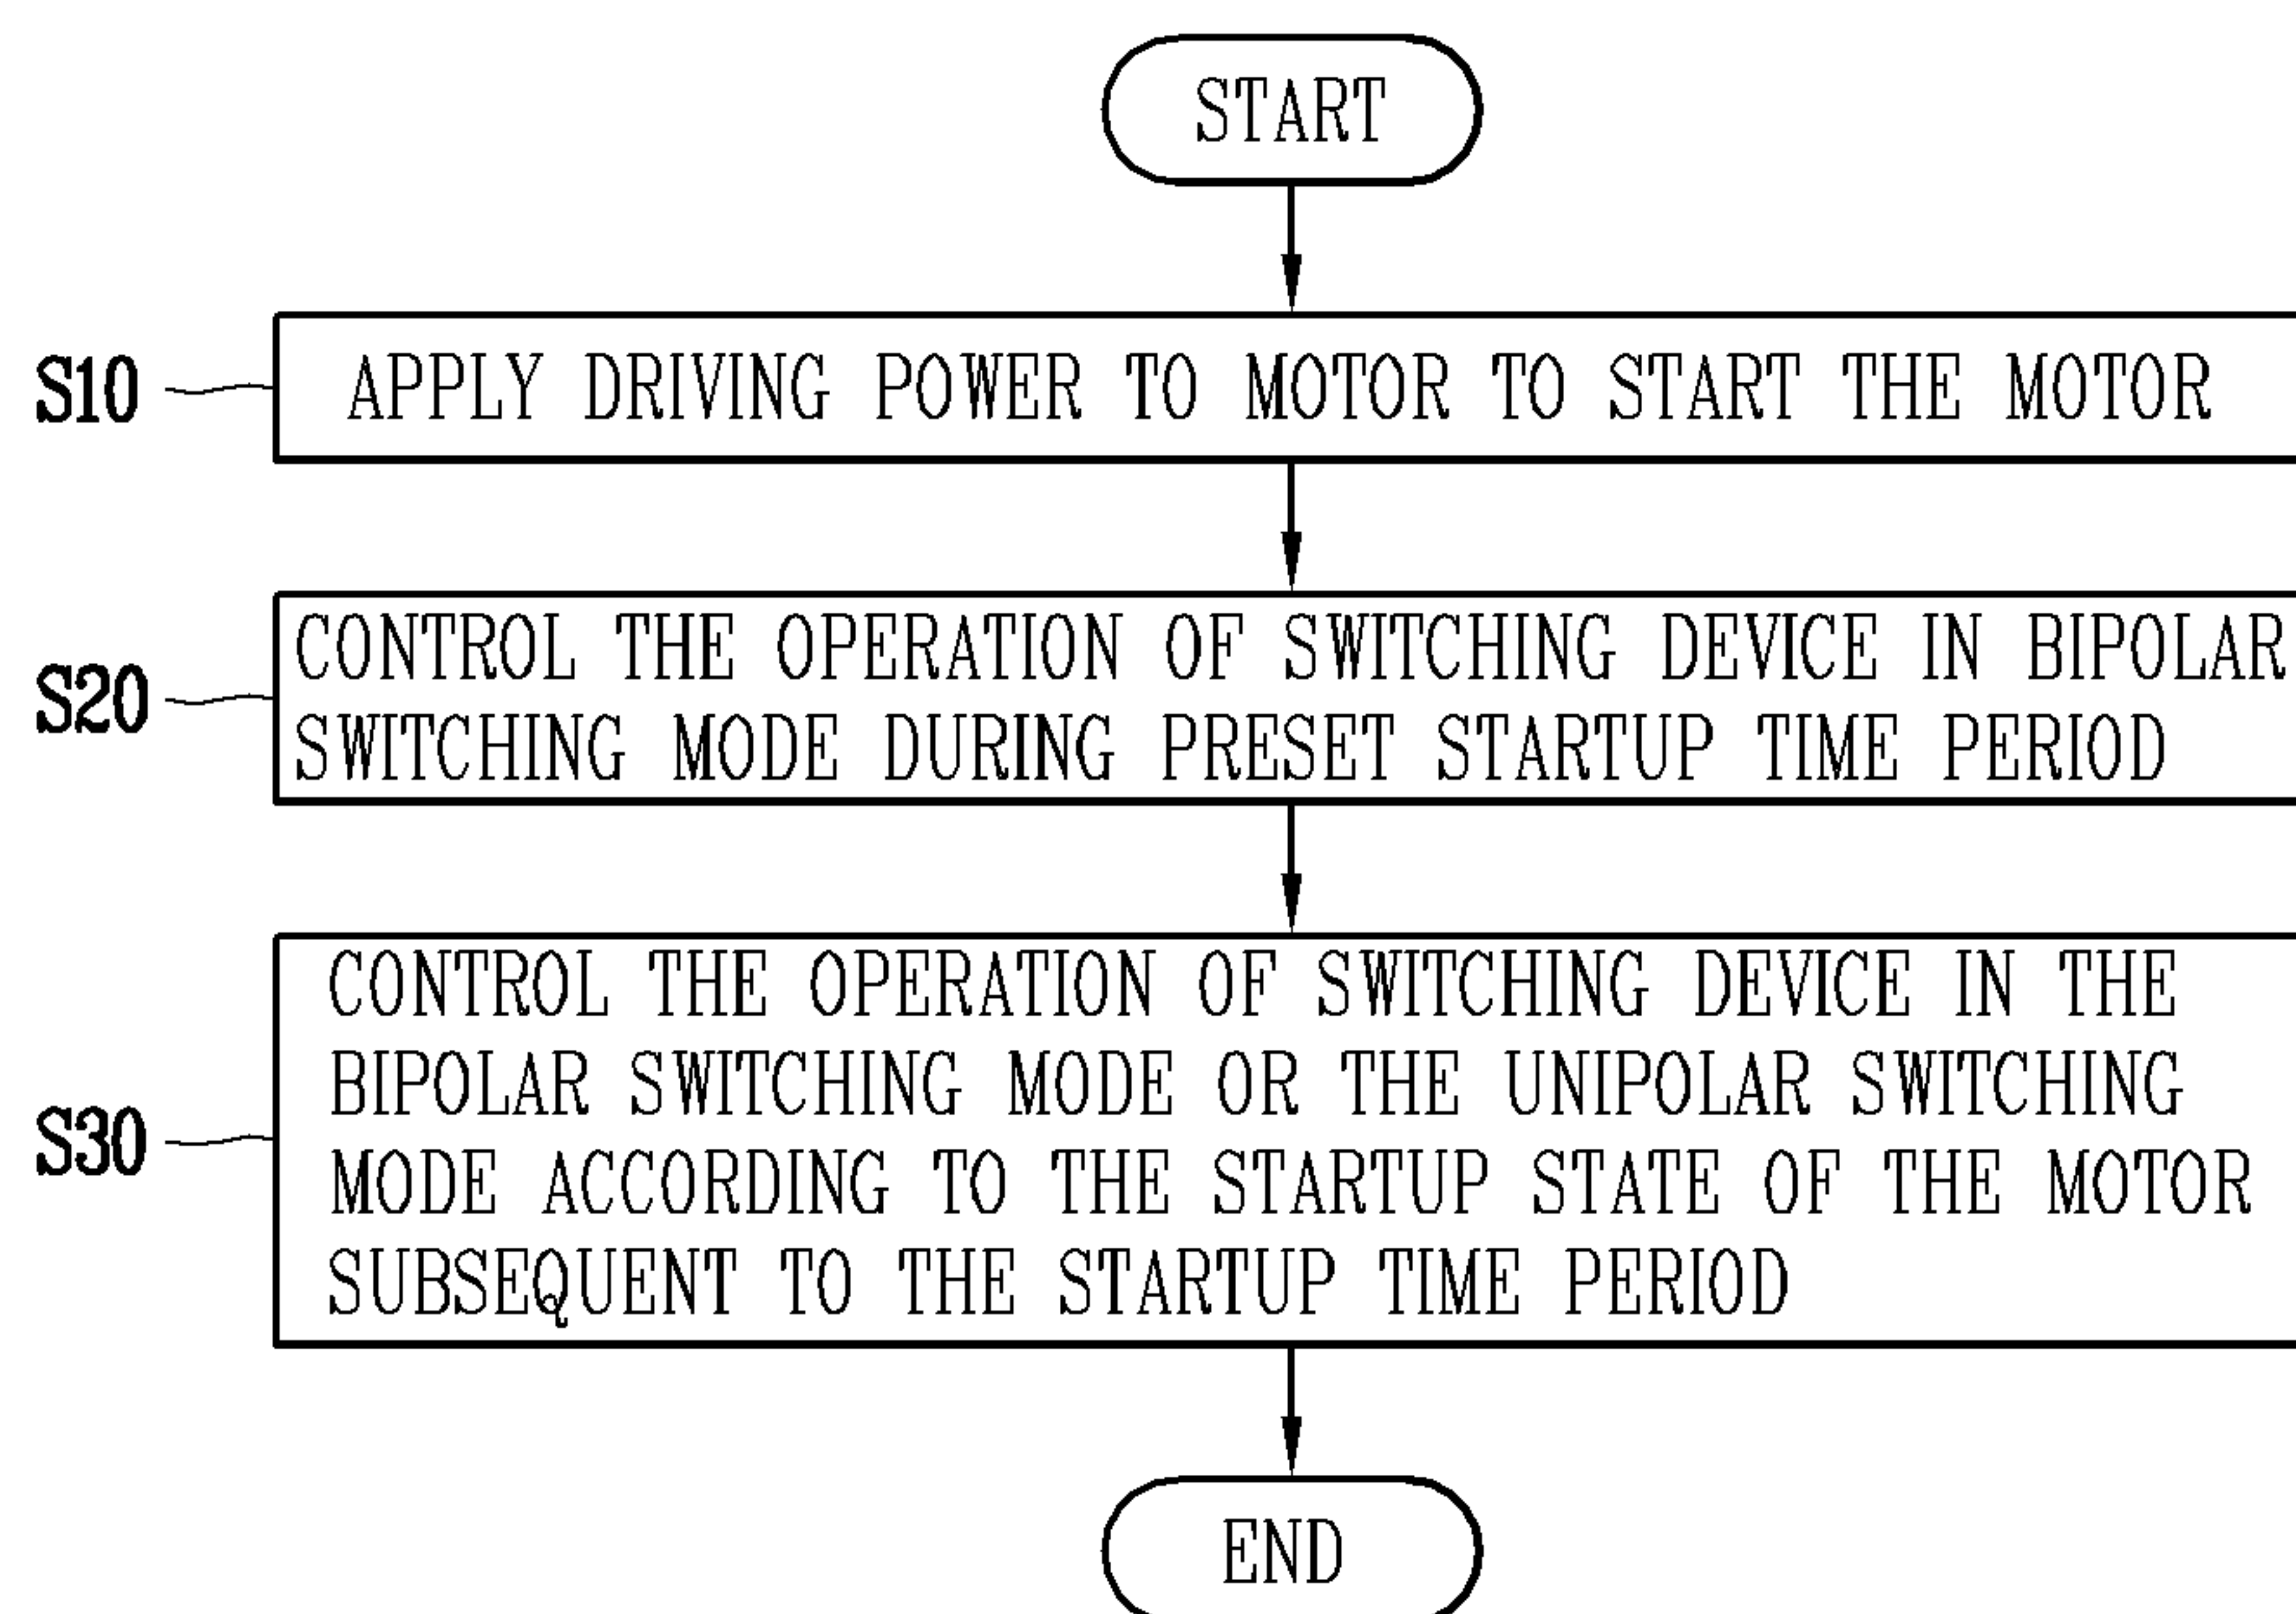 START
S10
APPLY DRIVING POWER TO MOTOR TO START THE MOTOR
S20
CONTROL THE OPERATION OF SWITCHING DEVICE IN BIPOLAR
SWITCHING MODE DURING PRESET STARTUP TIME PERIOD
S30
CONTROL THE OPERATION OF SWITCHING DEVICE IN THE
BIPOLAR SWITCHING MODE OR THE UNIPOLAR SWITCHING
MODE ACCORDING TO THE STARTUP STATE OF THE MOTOR
SUBSEQUENT TO THE STARTUP TIME PERIOD
END